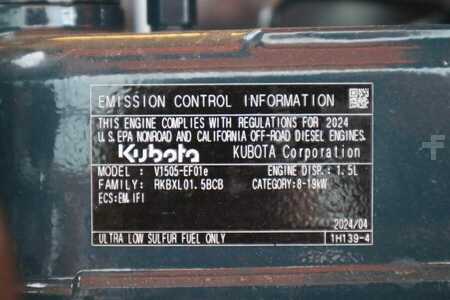 EMISSION CONTROL INFORMATION
THIS ENGINE COMPLIES WITH REGULATIONS FOR 2024
U.S.EPA NONROAD AND CALIFORNIA OFF-ROAD DIESEL ENGINES.
Kubota KUBOTA Corporation
MODEL : V1505-EF01e ENGINE DISP.: 1.5L
FAMILY: RKBXL01.5BCB CATEGORY:8-19kW
ECS:EM,IFI
2024/04
ULTRA LOW SULFUR FUEL ONLY 1H139-4